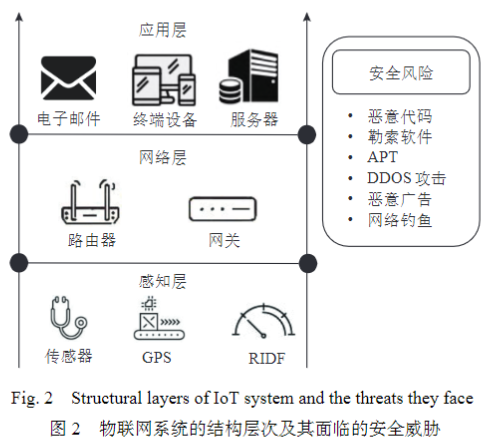 应用层
电子邮件 终端设备 服务器
网络层
路由器 网关
感知层
传感器 GPS RIDF
安全风险
• 恶意代码
• 勒索软件
• APT
• DDOS 攻击
• 恶意广告
• 网络钓鱼
Fig. 2 Structural layers of IoT system and the threats they face
图 2 物联网系统的结构层次及其面临的安全威胁